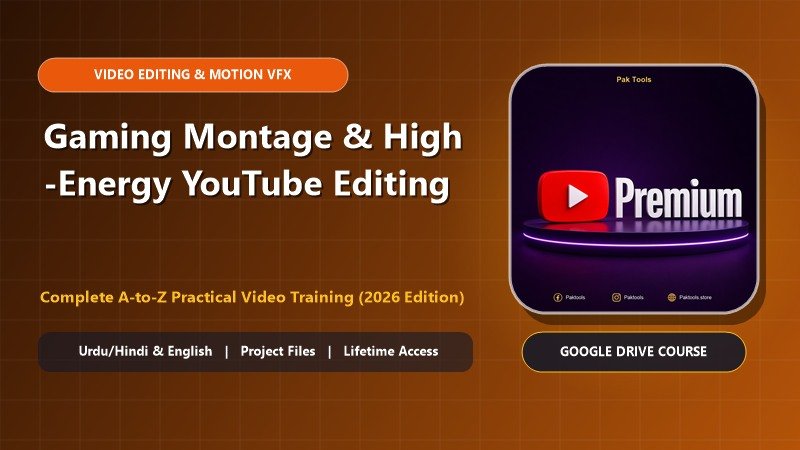 VIDEO EDITING & MOTION VFX
Gaming Montage & High
-Energy YouTube Editing
Complete A-to-Z Practical Video Training (2026 Edition)
Urdu/Hindi & English | Project Files | Lifetime Access
Pak Tools
Premium
Paktools
Paktools
Paktools.store
GOOGLE DRIVE COURSE